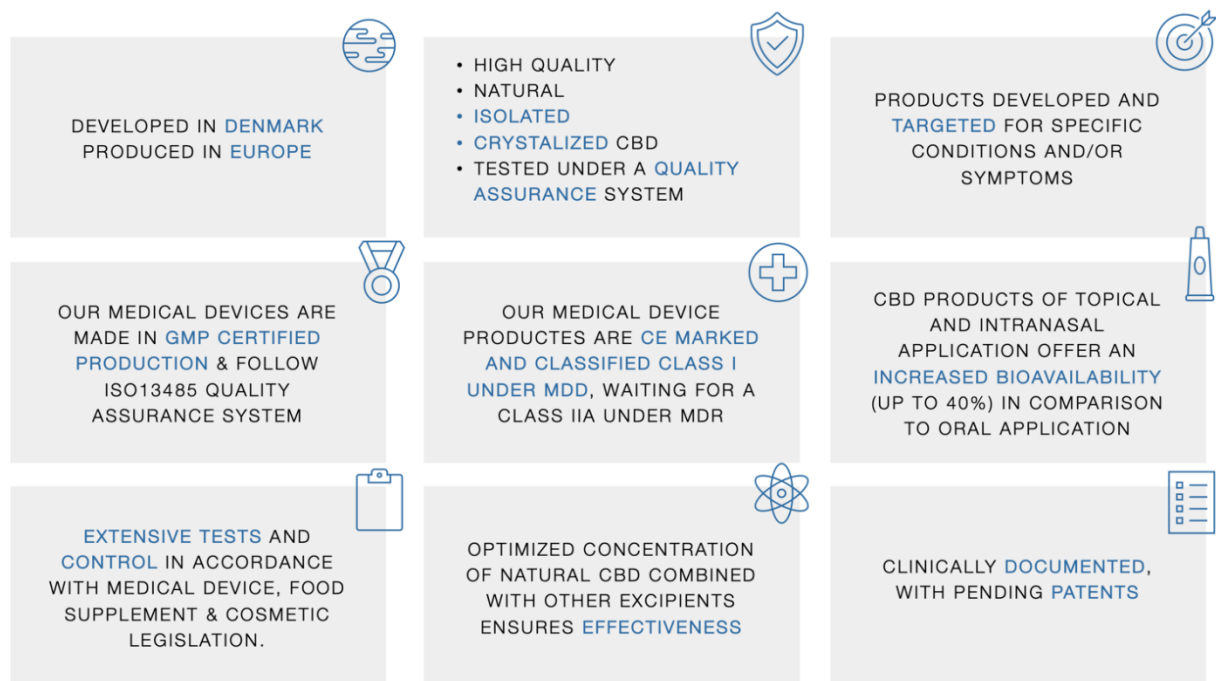 DEVELOPED IN DENMARK
PRODUCED IN EUROPE
• HIGH QUALITY
• NATURAL
• ISOLATED
• CRYSTALIZED CBD
• TESTED UNDER A QUALITY
ASSURANCE SYSTEM
PRODUCTS DEVELOPED AND
TARGETED FOR SPECIFIC
CONDITIONS AND/OR
SYMPTOMS
OUR MEDICAL DEVICES ARE
MADE IN GMP CERTIFIED
PRODUCTION & FOLLOW
ISO13485 QUALITY
ASSURANCE SYSTEM
OUR MEDICAL DEVICE
PRODUCTES ARE CE MARKED
AND CLASSIFIED CLASS I
UNDER MDD, WAITING FOR A
CLASS IIA UNDER MDR
CBD PRODUCTS OF TOPICAL
AND INTRANASAL
APPLICATION OFFER AN
INCREASED BIOAVAILABILITY
(UP TO 40%) IN COMPARISON
TO ORAL APPLICATION
EXTENSIVE TESTS AND
CONTROL IN ACCORDANCE
WITH MEDICAL DEVICE, FOOD
SUPPLEMENT & COSMETIC
LEGISLATION.
OPTIMIZED CONCENTRATION
OF NATURAL CBD COMBINED
WITH OTHER EXCIPIENTS
ENSURES EFFECTIVENESS
CLINICALLY DOCUMENTED,
WITH PENDING PATENTS